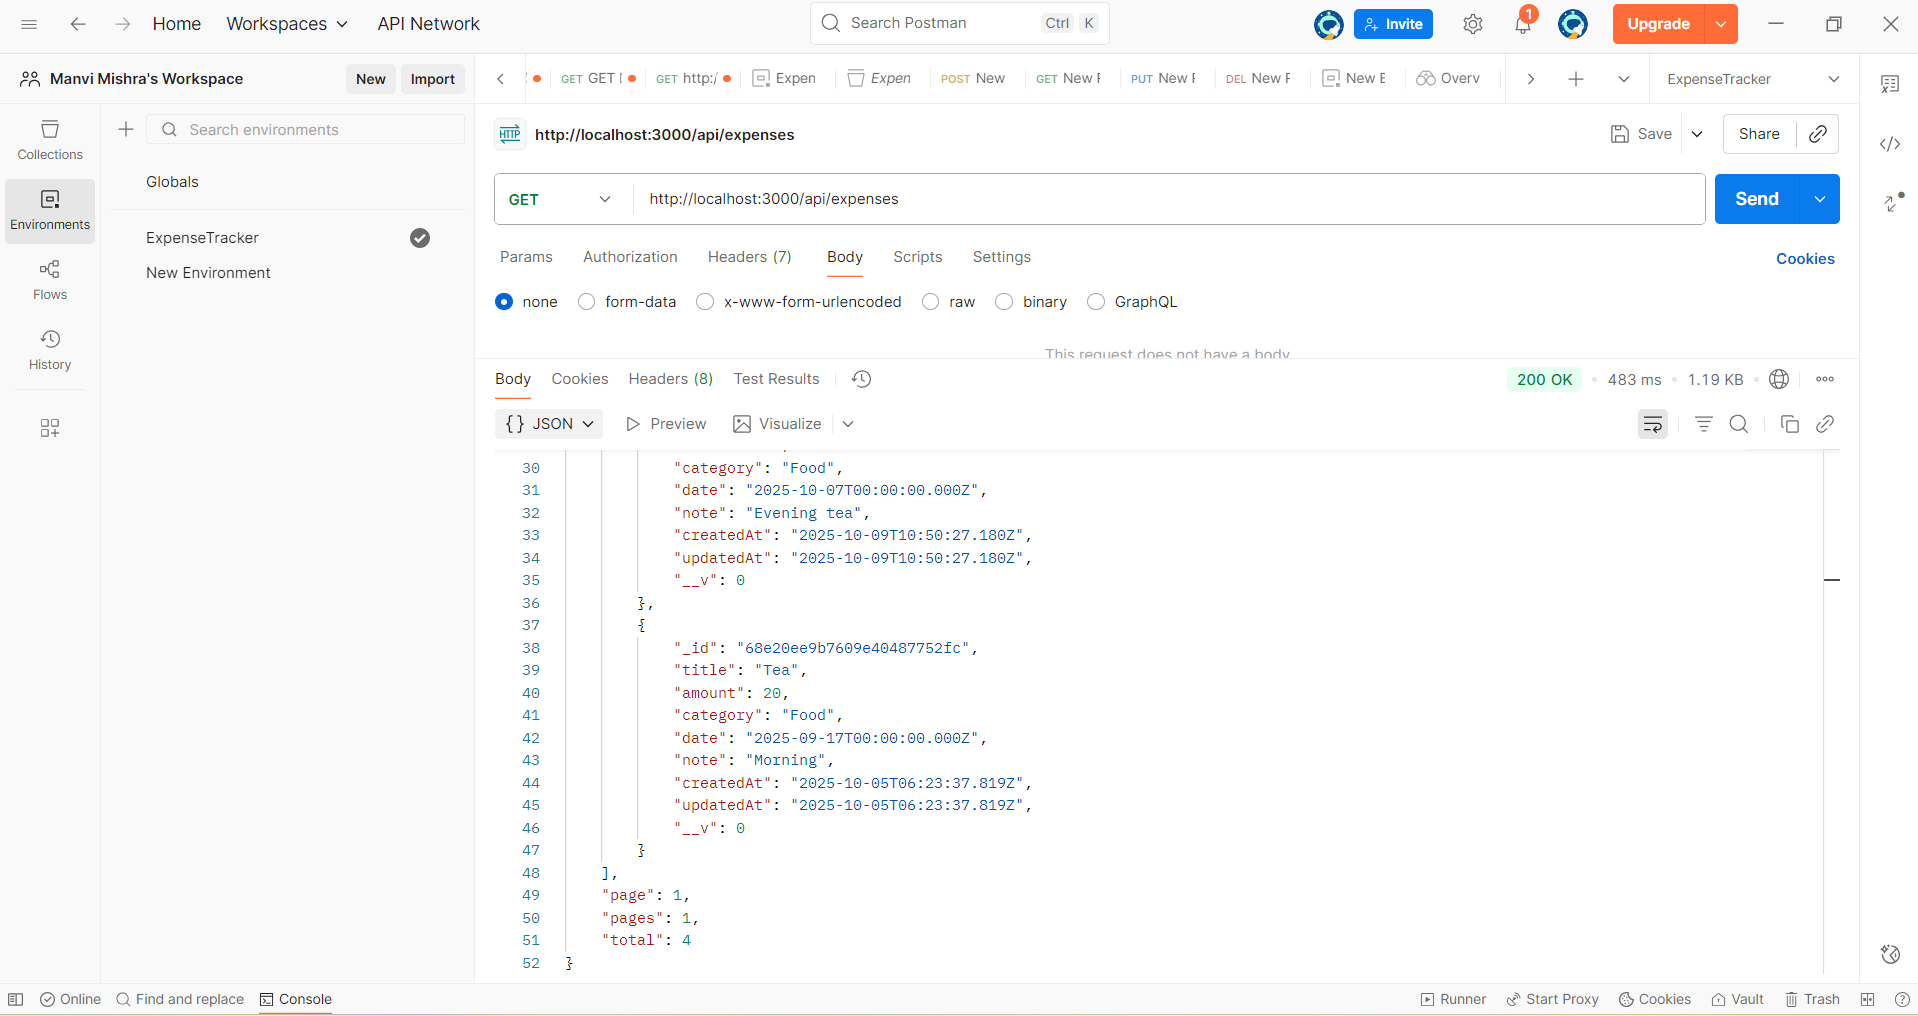 Home Workspaces API Network Search Postman Ctrl K Invite 1 Upgrade
Manvi Mishra's Workspace New Import
GET GET GET http:/ Expen Expen POST New GET New PUT New DEL New New Overv ExpenseTracker
Collections
Environments
Flows
History
Search environments
Globals
ExpenseTracker
New Environment
HTTP http://localhost:3000/api/expenses Save Share
GET http://localhost:3000/api/expenses Send
Params Authorization Headers (7) Body Scripts Settings Cookies
none form-data x-www-form-urlencoded raw binary GraphQL
This request does not have a body
Body Cookies Headers (8) Test Results 200 OK • 483 ms • 1.19 KB •
{} JSON Preview Visualize
30 "category": "Food",
31 "date": "2025-10-07T00:00:00.000Z",
32 "note": "Evening tea",
33 "createdAt": "2025-10-09T10:50:27.180Z",
34 "updatedAt": "2025-10-09T10:50:27.180Z",
35 "__v": 0
36 },
37 {
38 "_id": "68e20ee9b7609e40487752fc",
39 "title": "Tea",
40 "amount": 20,
41 "category": "Food",
42 "date": "2025-09-17T00:00:00.000Z",
43 "note": "Morning",
44 "createdAt": "2025-10-05T06:23:37.819Z",
45 "updatedAt": "2025-10-05T06:23:37.819Z",
46 "__v": 0
47 }
48 ],
49 "page": 1,
50 "pages": 1,
51 "total": 4
52 }
Online Find and replace Console Runner Start Proxy Cookies Vault Trash